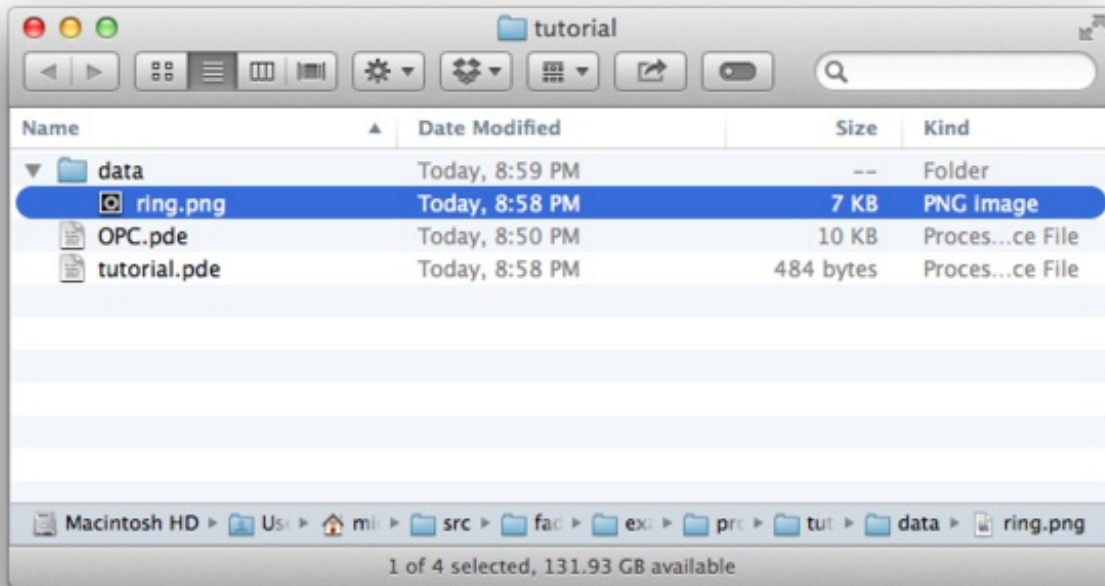 tutorial
Name Date Modified Size Kind
data Today, 8:59 PM -- Folder
ring.png Today, 8:58 PM 7 KB PNG image
OPC.pde Today, 8:50 PM 10 KB Proces...ce File
tutorial.pde Today, 8:58 PM 484 bytes Proces...ce File
Macintosh HD src data ring.png
1 of 4 selected, 131.93 GB available